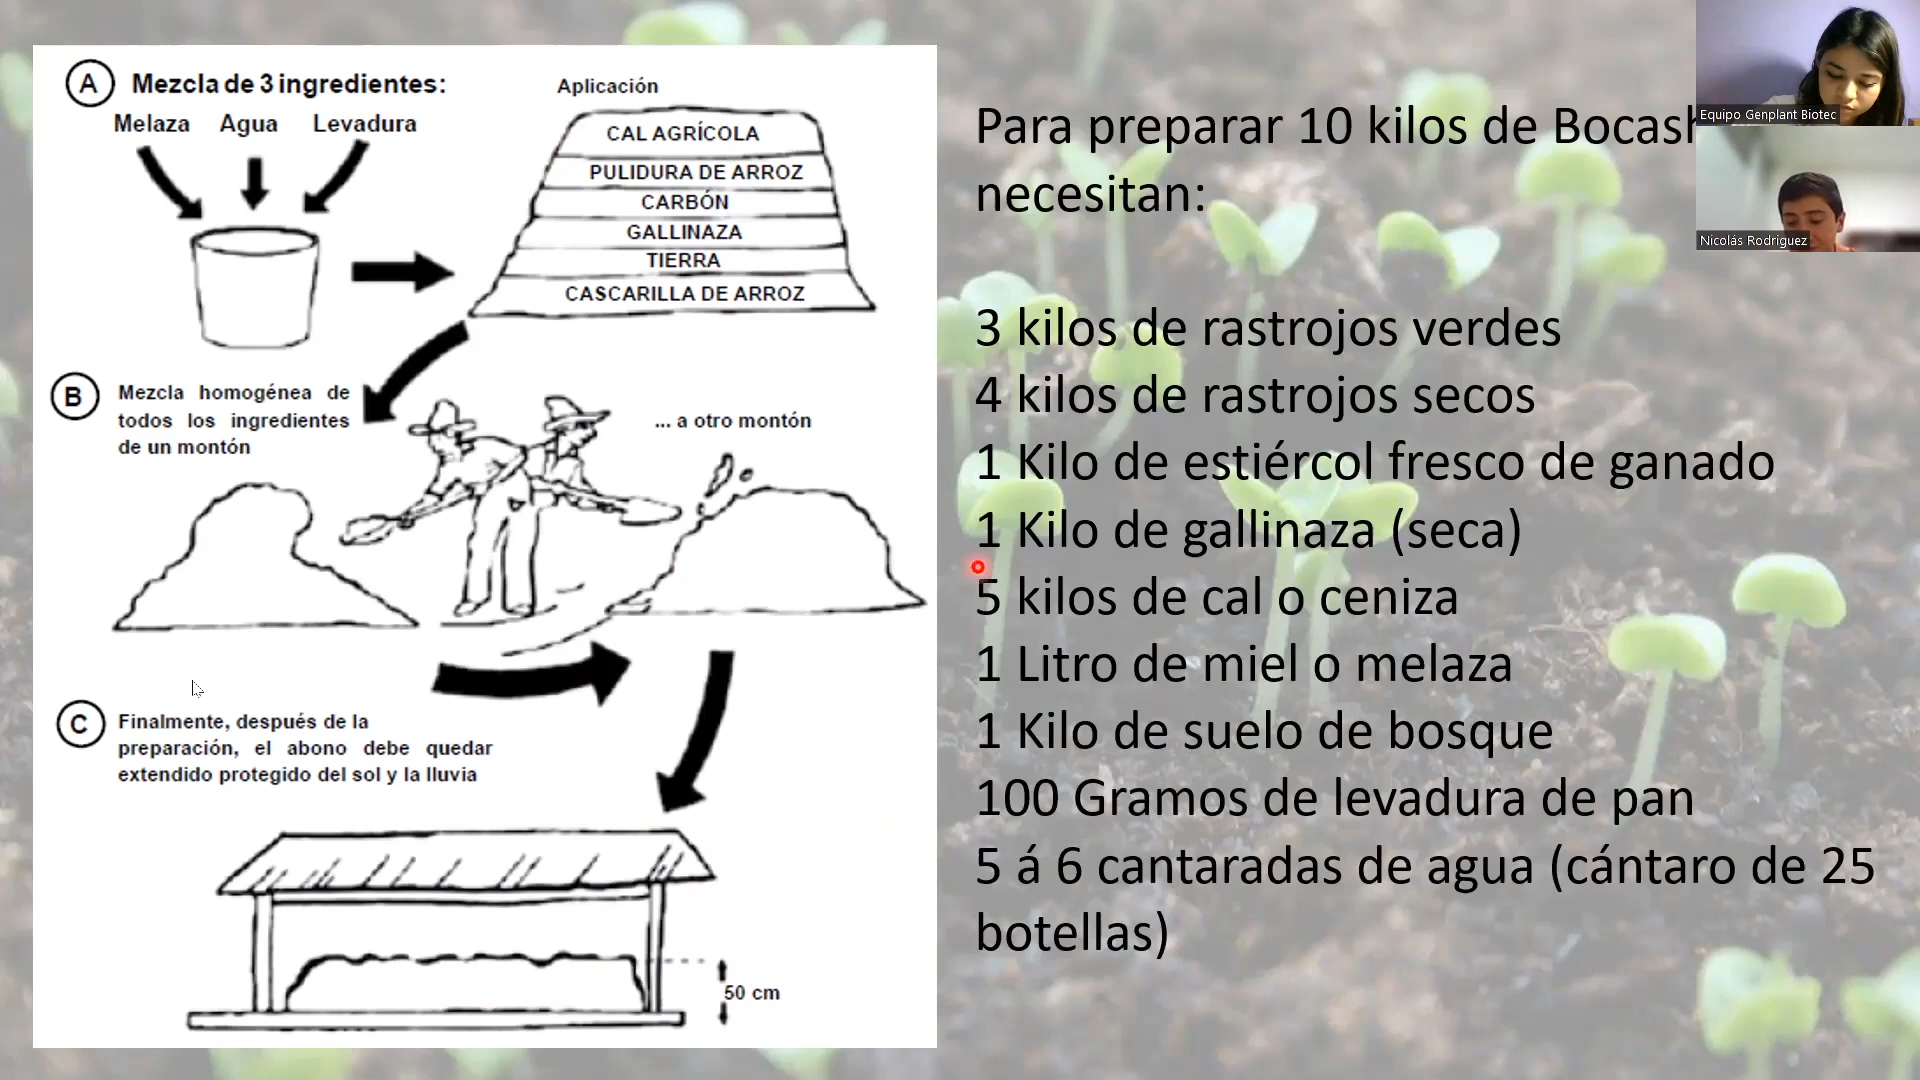 A Mezcla de 3 ingredientes:
Melaza Agua Levadura
Aplicación
CAL AGRÍCOLA
PULIDURA DE ARROZ
CARBÓN
GALLINAZA
TIERRA
CASCARILLA DE ARROZ
B Mezcla homogénea de
todos los ingredientes
de un montón
... a otro montón
C Finalmente, después de la
preparación, el abono debe quedar
extendido protegido del sol y la lluvia
50 cm
Para preparar 10 kilos de Bocash
necesitan:
3 kilos de rastrojos verdes
4 kilos de rastrojos secos
1 Kilo de estiércol fresco de ganado
1 Kilo de gallinaza (seca)
5 kilos de cal o ceniza
1 Litro de miel o melaza
1 Kilo de suelo de bosque
100 Gramos de levadura de pan
5 á 6 cantaradas de agua (cántaro de 25
botellas)
Equipo Genplant Biotec
Nicolás Rodriguez